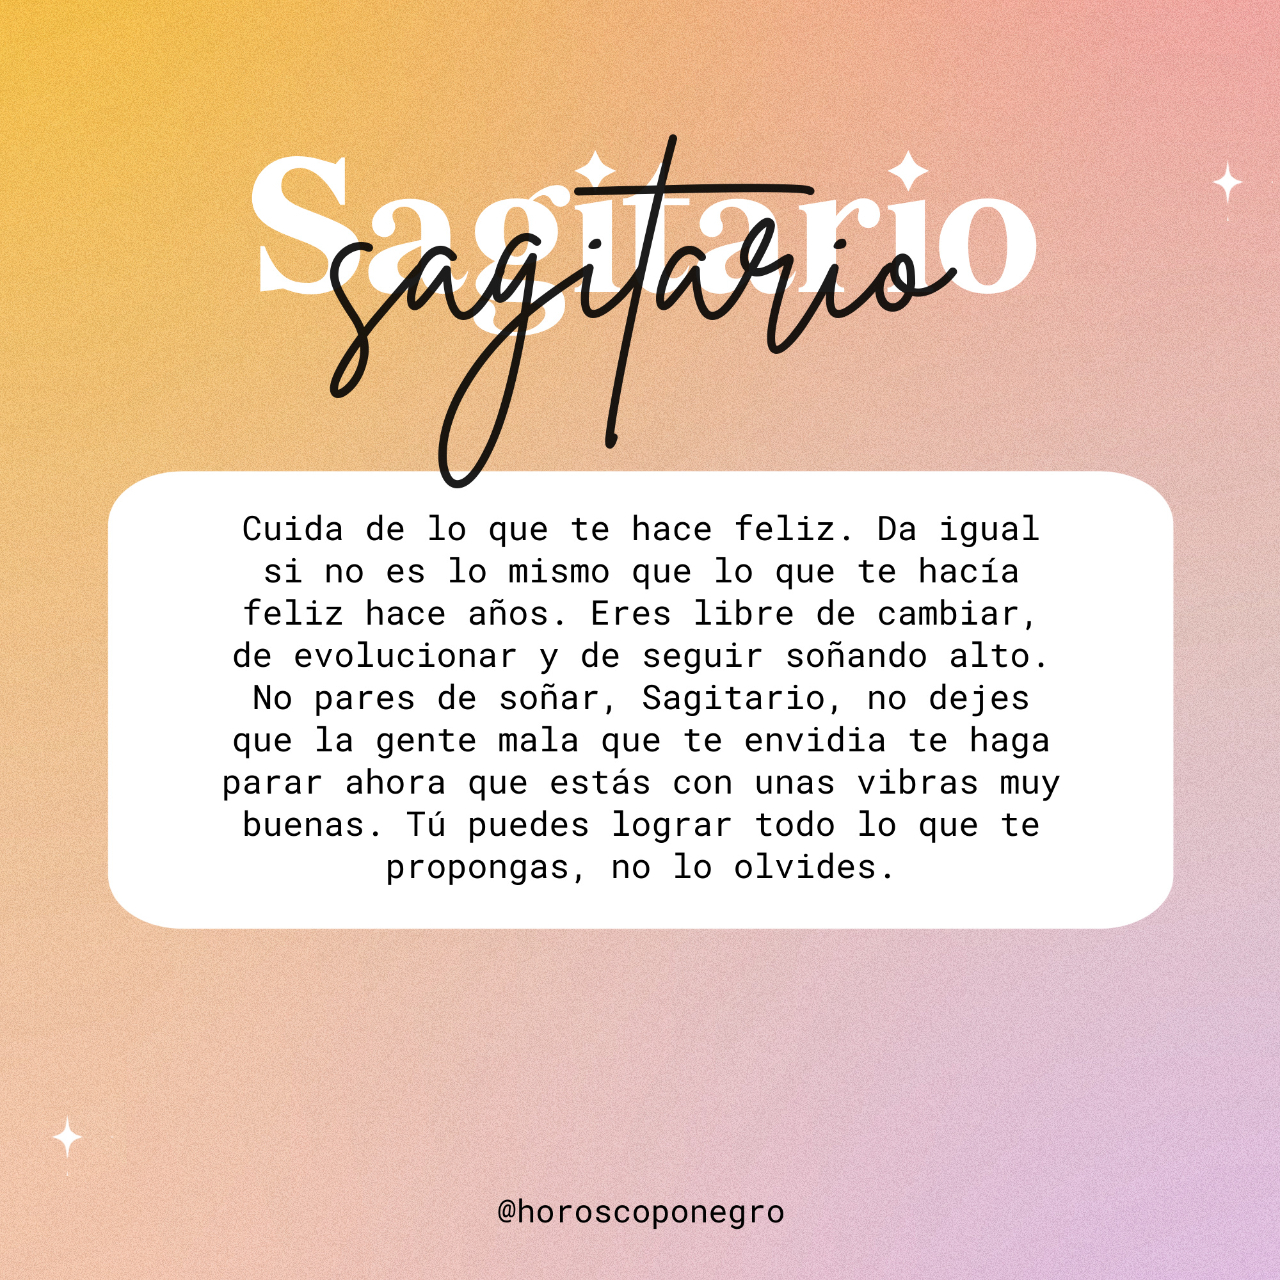 Sagitario
sagitario
Cuida de lo que te hace feliz. Da igual
si no es lo mismo que lo que te hacía
feliz hace años. Eres libre de cambiar,
de evolucionar y de seguir soñando alto.
No pares de soñar, Sagitario, no dejes
que la gente mala que te envidia te haga
parar ahora que estás con unas vibras muy
buenas. Tú puedes lograr todo lo que te
propongas, no lo olvides.
@horoscoponegro